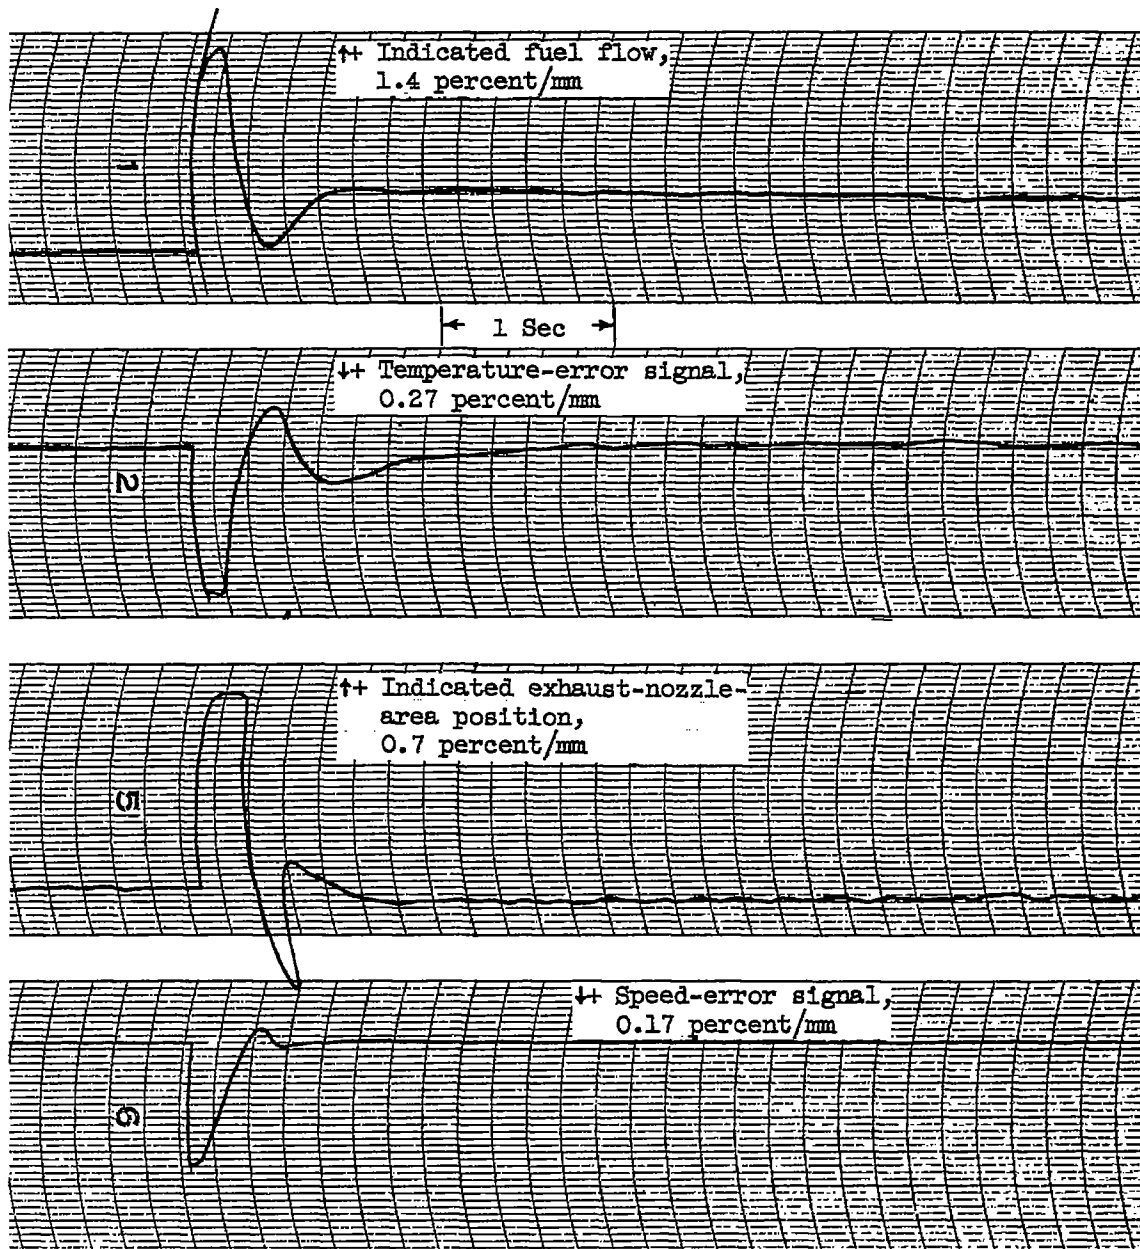 ↑+ Indicated fuel flow,
1.4 percent/mm
1
1 Sec
↓+ Temperature-error signal,
0.27 percent/mm
2
↑+ Indicated exhaust-nozzle-
area position,
0.7 percent/mm
5
↓+ Speed-error signal,
0.17 percent/mm
6